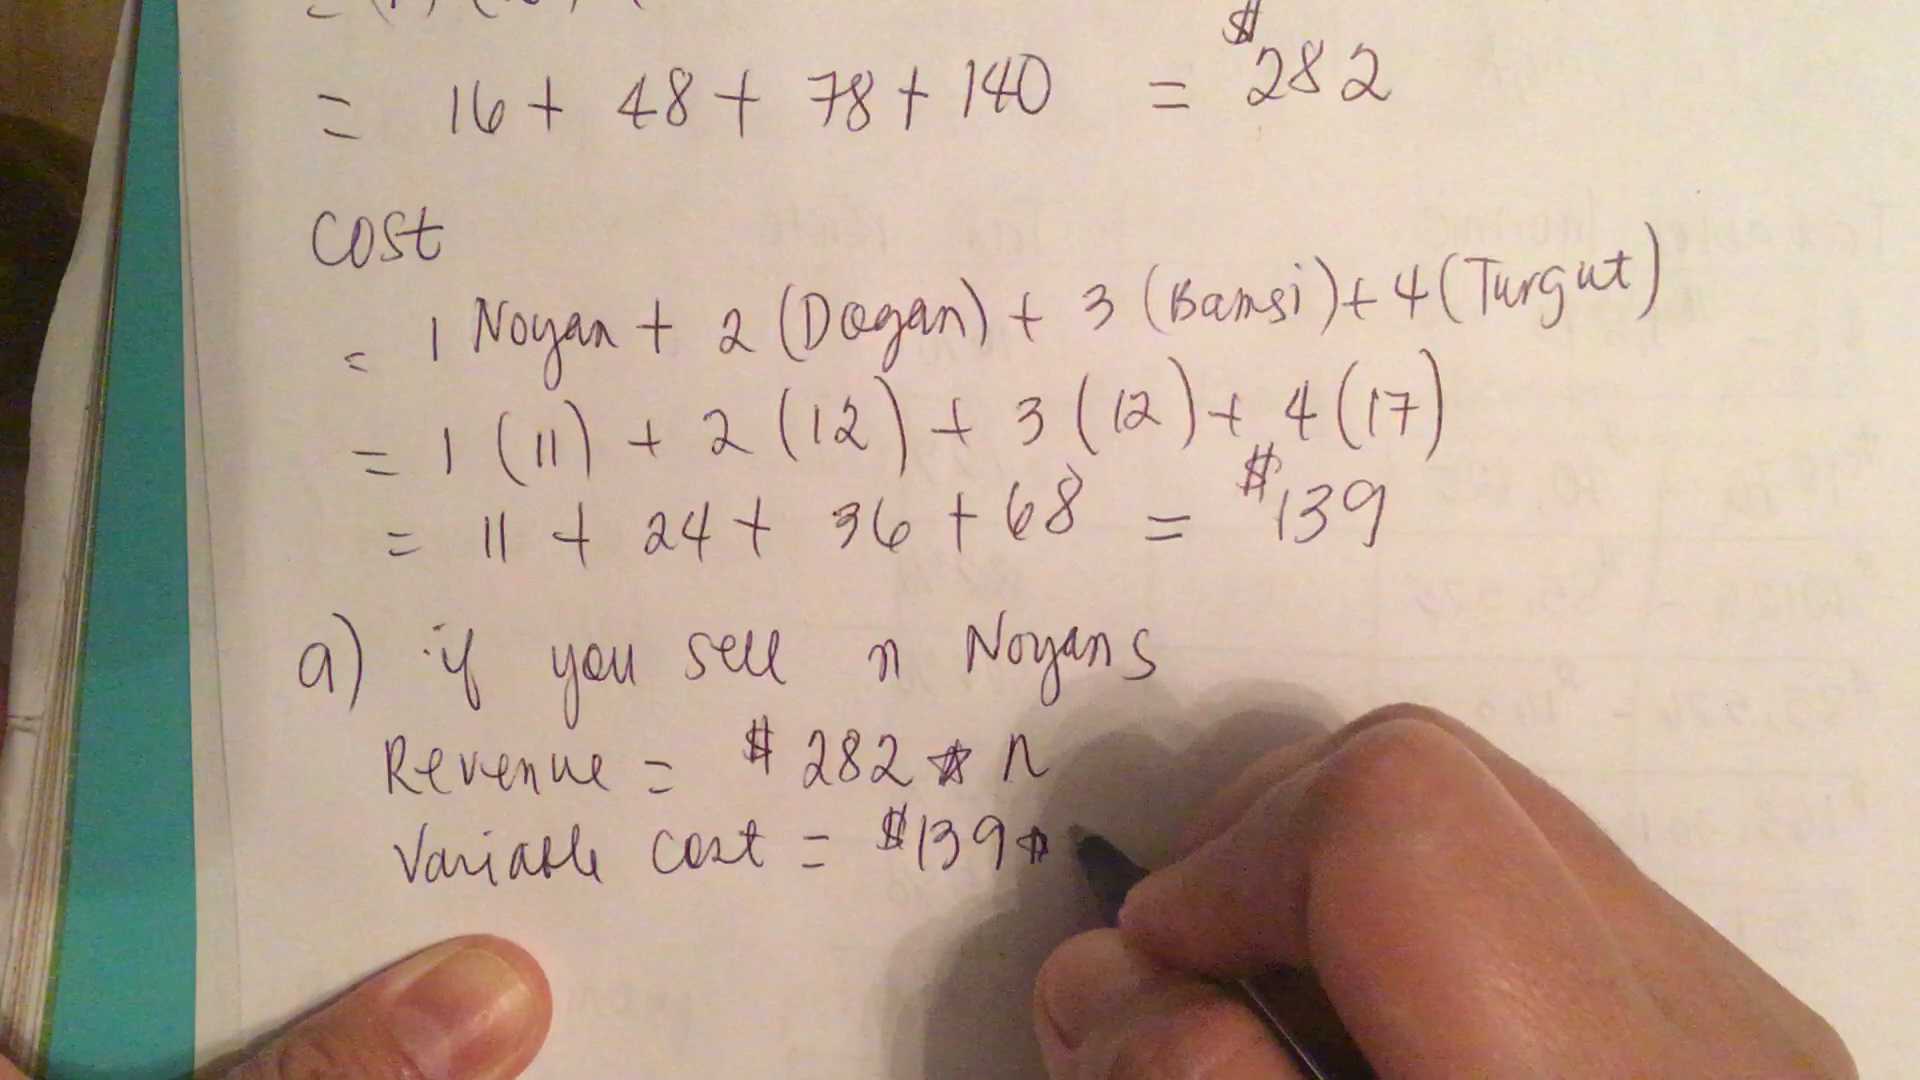 = 16 + 48 + 78 + 140 = $282
Cost
= 1 Noyan + 2 (Dogan) + 3 (Bamsi) + 4 (Turgut)
= 1 (11) + 2 (12) + 3 (12) + 4 (17)
= 11 + 24 + 36 + 68 = $139
a) if you sell n Noyans
Revenue = $ 282 * n
Variable cost = $139 *